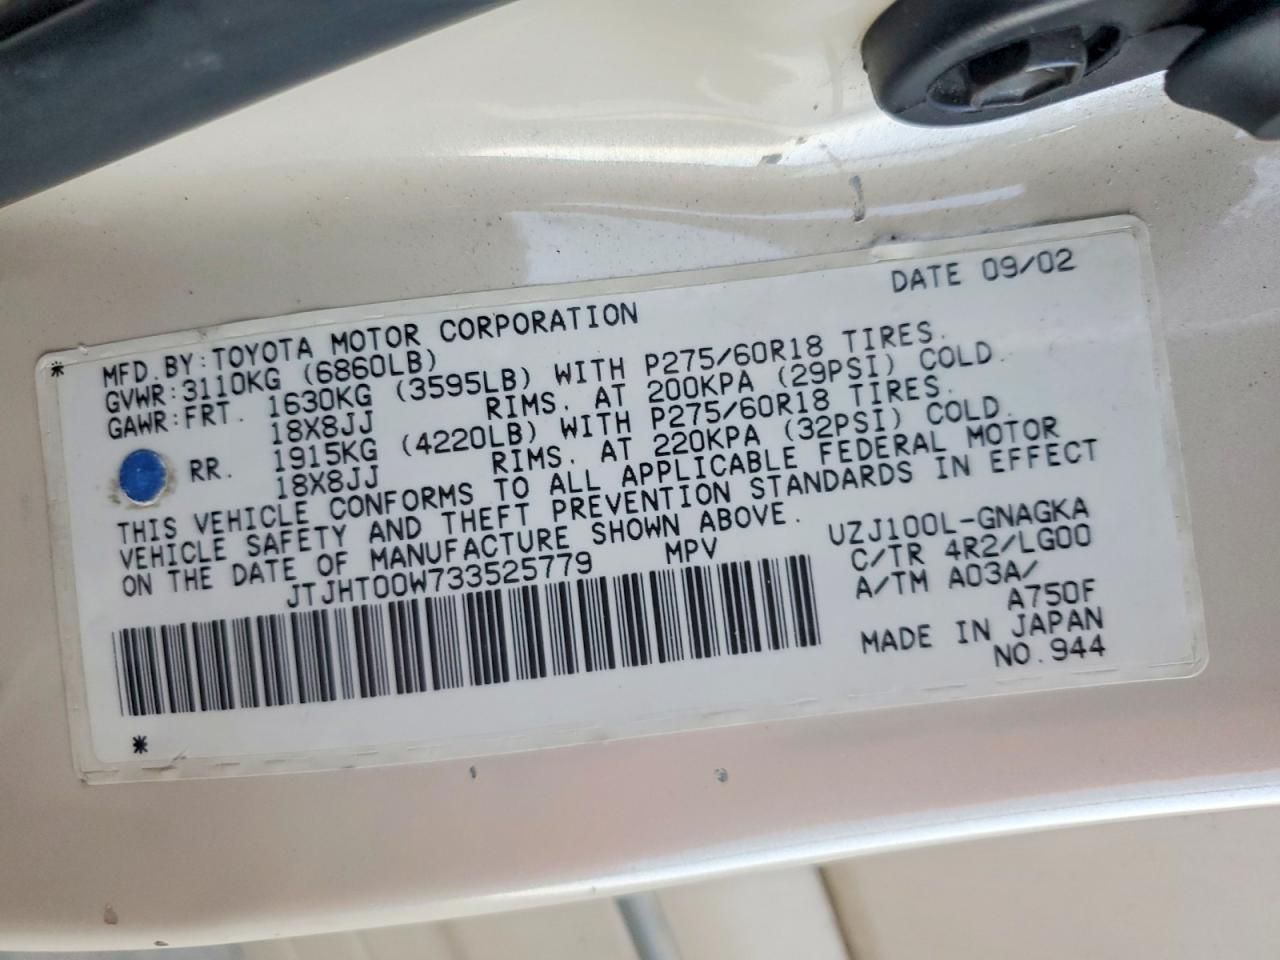 DATE 09/02
* MFD. BY: TOYOTA MOTOR CORPORATION
GVWR: 3110KG (6860LB)
GAWR: FRT. 1630KG (3595LB) WITH P275/60R18 TIRES.
18X8JJ RIMS. AT 200KPA (29PSI) COLD.
RR. 1915KG (4220LB) WITH P275/60R18 TIRES.
18X8JJ RIMS. AT 220KPA (32PSI) COLD.
THIS VEHICLE CONFORMS TO ALL APPLICABLE FEDERAL MOTOR
VEHICLE SAFETY AND THEFT PREVENTION STANDARDS IN EFFECT
ON THE DATE OF MANUFACTURE SHOWN ABOVE.
JTJHT00W733525779 MPV
UZJ100L-GNAGKA
C/TR 4R2/LG00
A/TM A03A/
A750F
MADE IN JAPAN
NO. 944
*